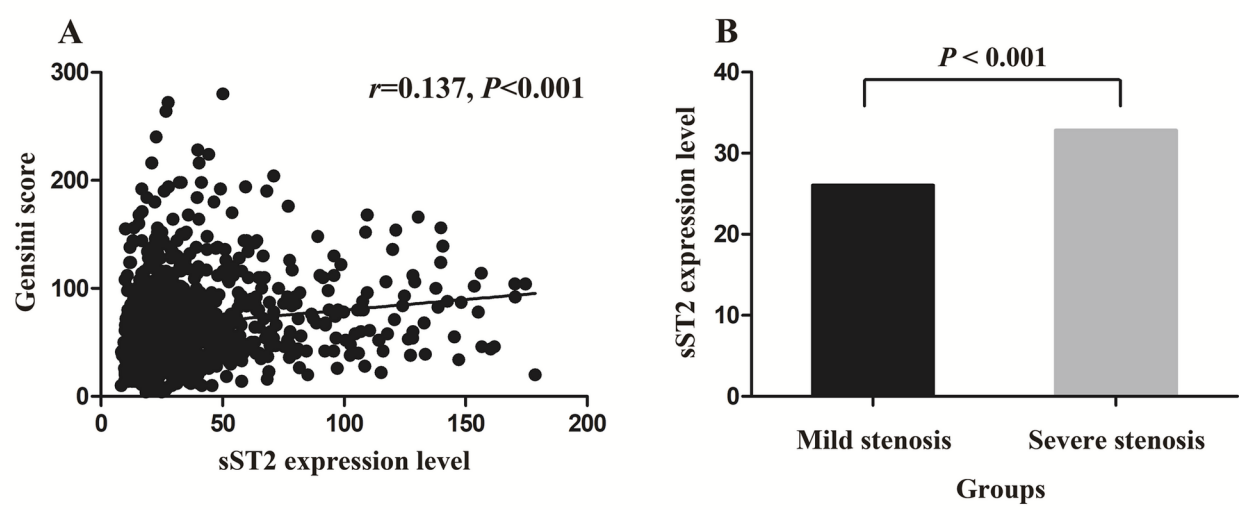 A
r=0.137, P<0.001
Gensini score
300
200
100
0
0 50 100 150 200
sST2 expression level
B
P < 0.001
sST2 expression level
40
30
20
10
0
Mild stenosis Severe stenosis
Groups